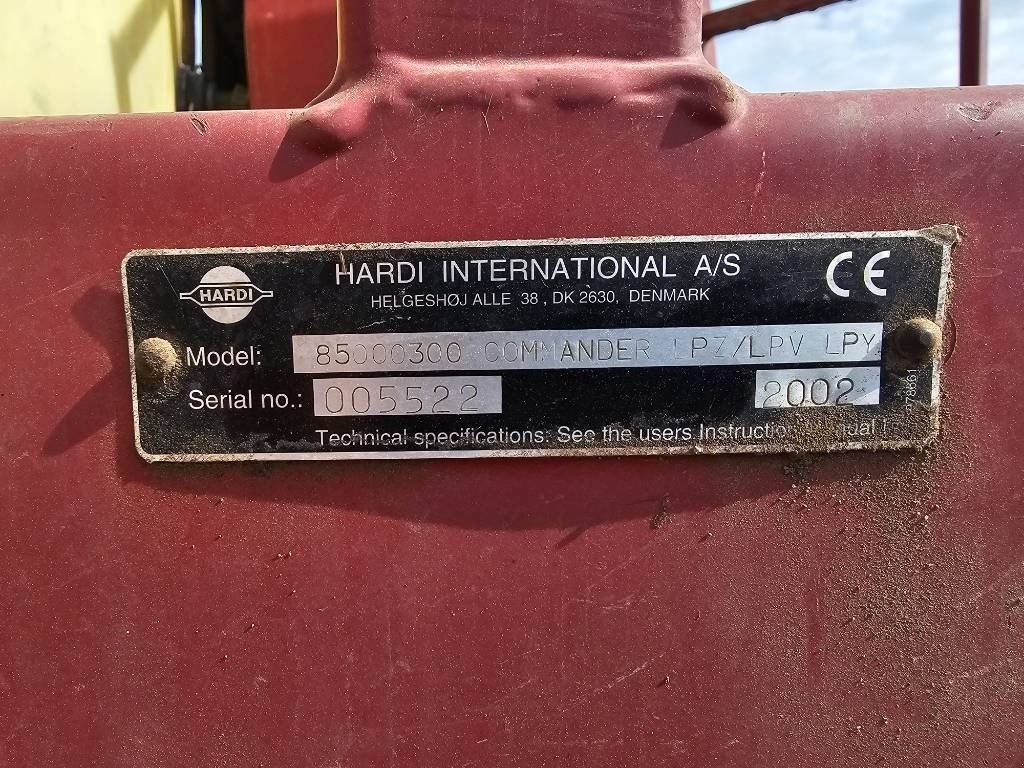 HARDI INTERNATIONAL A/S
HELGESHØJ ALLE 38, DK 2630, DENMARK
CE
HARDI
Model: 85000300 COMMANDER LPZ/LPV LPY
Serial no.: 005522 2002
Technical specifications: See the users